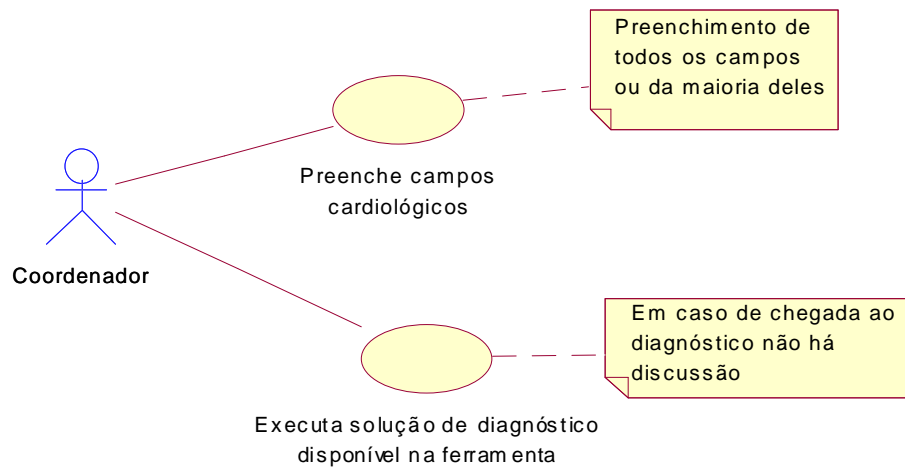 Preenchimento de
todos os campos
ou da maioria deles
Preenche campos
cardiológicos
Coordenador
Em caso de chegada ao
diagnóstico não há
discussão
Executa solução de diagnóstico
disponível na ferramenta